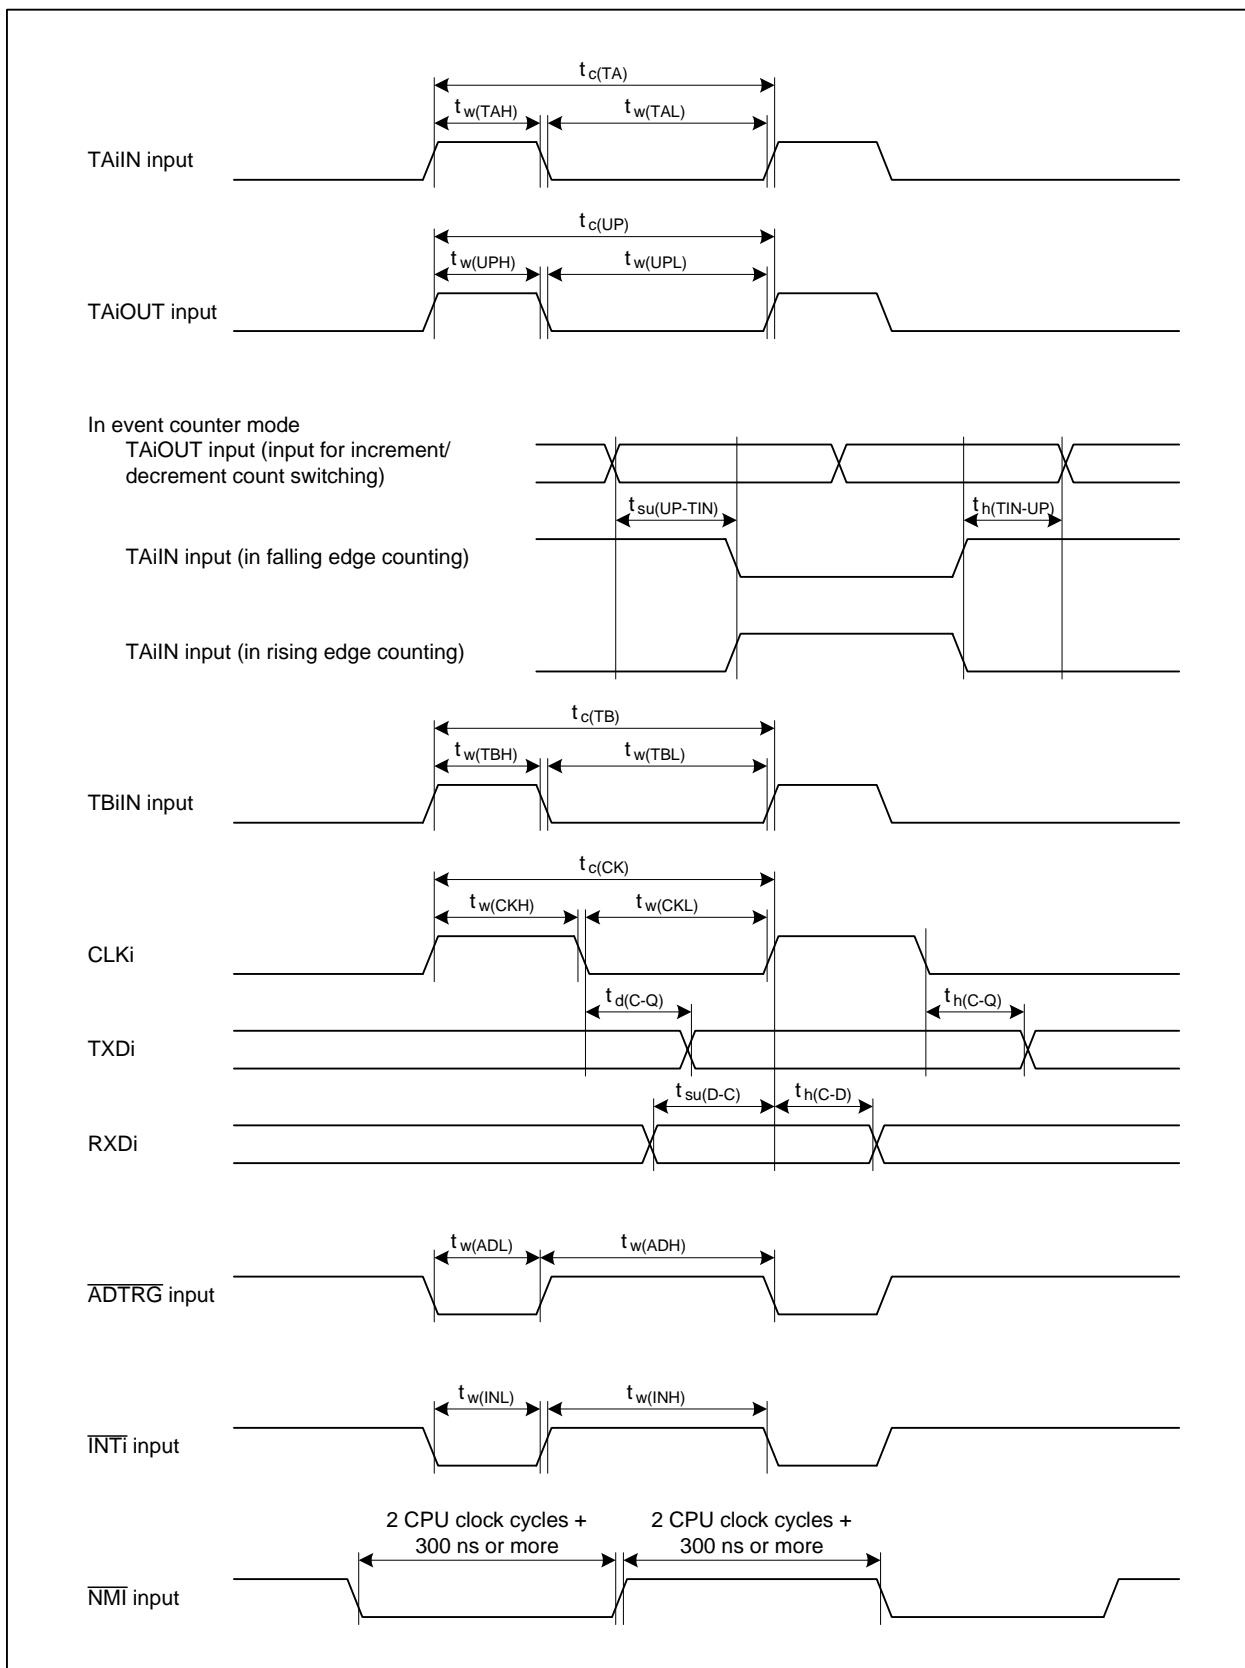 tc(TA)
tw(TAH) tw(TAL)
TAiIN input
tc(UP)
tw(UPH) tw(UPL)
TAiOUT input
In event counter mode
TAiOUT input (input for increment/
decrement count switching)
tsu(UP-TIN) th(TIN-UP)
TAiIN input (in falling edge counting)
TAiIN input (in rising edge counting)
tc(TB)
tw(TBH) tw(TBL)
TBiIN input
tc(CK)
tw(CKH) tw(CKL)
CLKi
td(C-Q) th(C-Q)
TXDi
tsu(D-C) th(C-D)
RXDi
tw(ADL) tw(ADH)
ADTRG input
tw(INL) tw(INH)
INTi input
2 CPU clock cycles + 2 CPU clock cycles +
300 ns or more 300 ns or more
NMI input